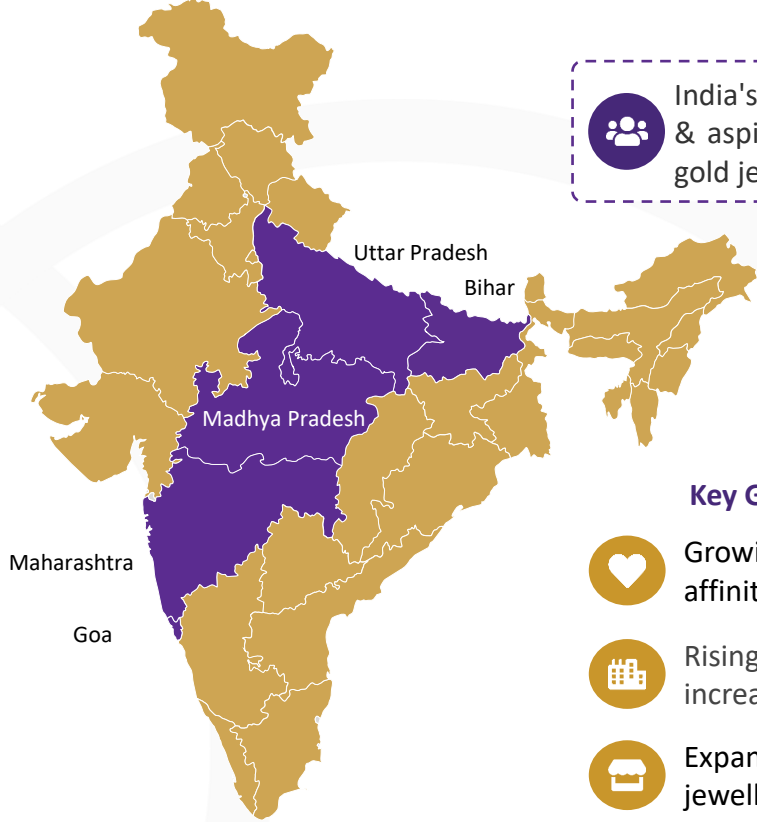 India's
& aspi
gold je
Uttar Pradesh
Bihar
Madhya Pradesh
Maharashtra
Goa
Key G
Growi
affinit
Rising
increa
Expan
jewell